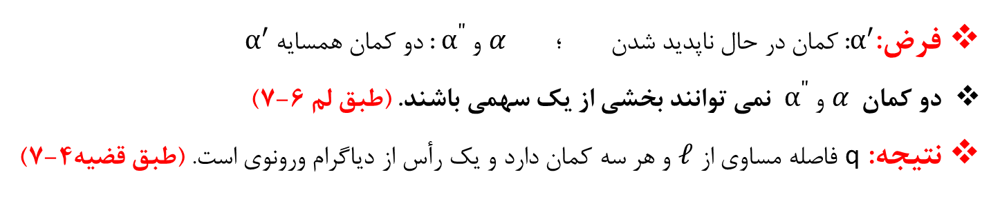 ❖ فرض: α′: کمان در حال ناپدید شدن ؛ α و α" : دو کمان همسایه α′
❖ دو کمان α و α" نمی توانند بخشی از یک سهمی باشند. (طبق لم ۶-۷)
❖ نتیجه: q فاصله مساوی از ℓ و هر سه کمان دارد و یک رأس از دیاگرام ورونوی است. (طبق قضیه۴-۷)